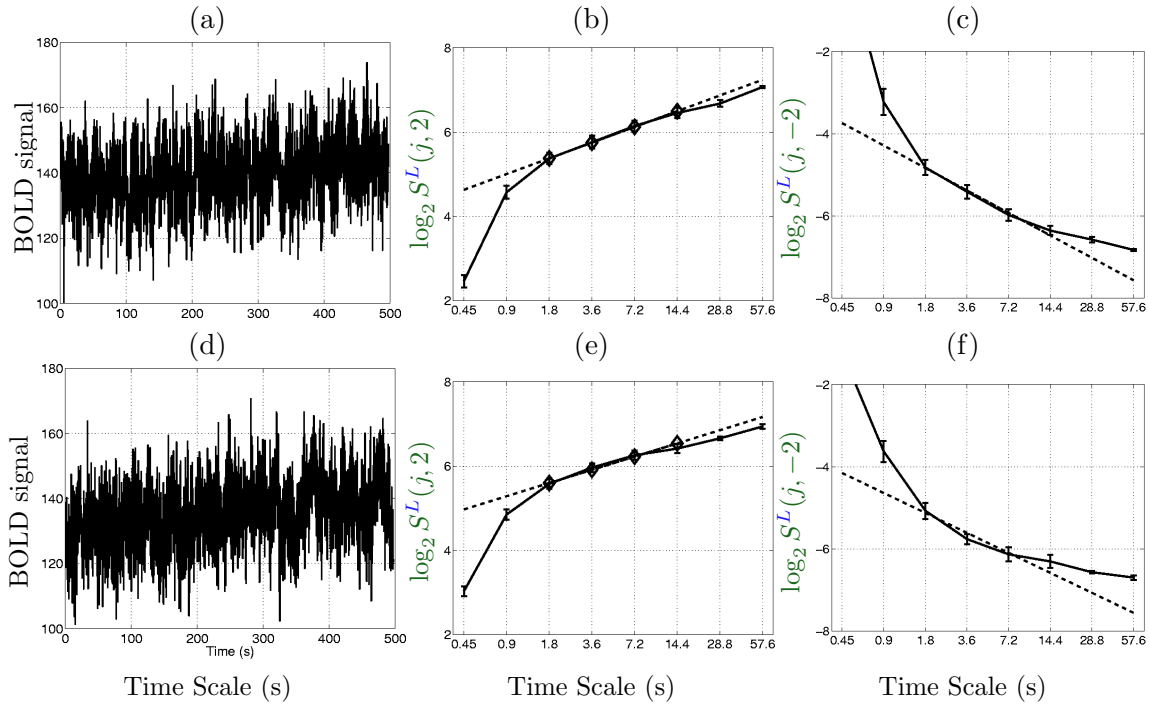 (a) (b) (c)
180
160
140
120
100
0 100 200 300 400 500
BOLD signal
8
6
4
2
0.45 0.9 1.8 3.6 7.2 14.4 28.8 57.6
log₂ S^L(j, 2)
−2
−4
−6
−8
0.45 0.9 1.8 3.6 7.2 14.4 28.8 57.6
log₂ S^L(j, −2)
(d) (e) (f)
180
160
140
120
100
0 100 200 300 400 500
Time (s)
BOLD signal
8
6
4
2
0.45 0.9 1.8 3.6 7.2 14.4 28.8 57.6
log₂ S^L(j, 2)
−2
−4
−6
−8
0.45 0.9 1.8 3.6 7.2 14.4 28.8 57.6
log₂ S^L(j, −2)
Time Scale (s) Time Scale (s) Time Scale (s)